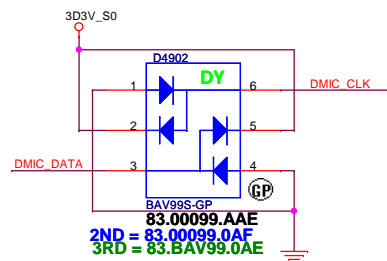 3D3V_S0
D4902
DY
1
6
DMIC_CLK
2
5
DMIC_DATA
3
4
GP
BAV99S-GP
83.00099.AAE
2ND = 83.00099.0AF
3RD = 83.BAV99.0AE